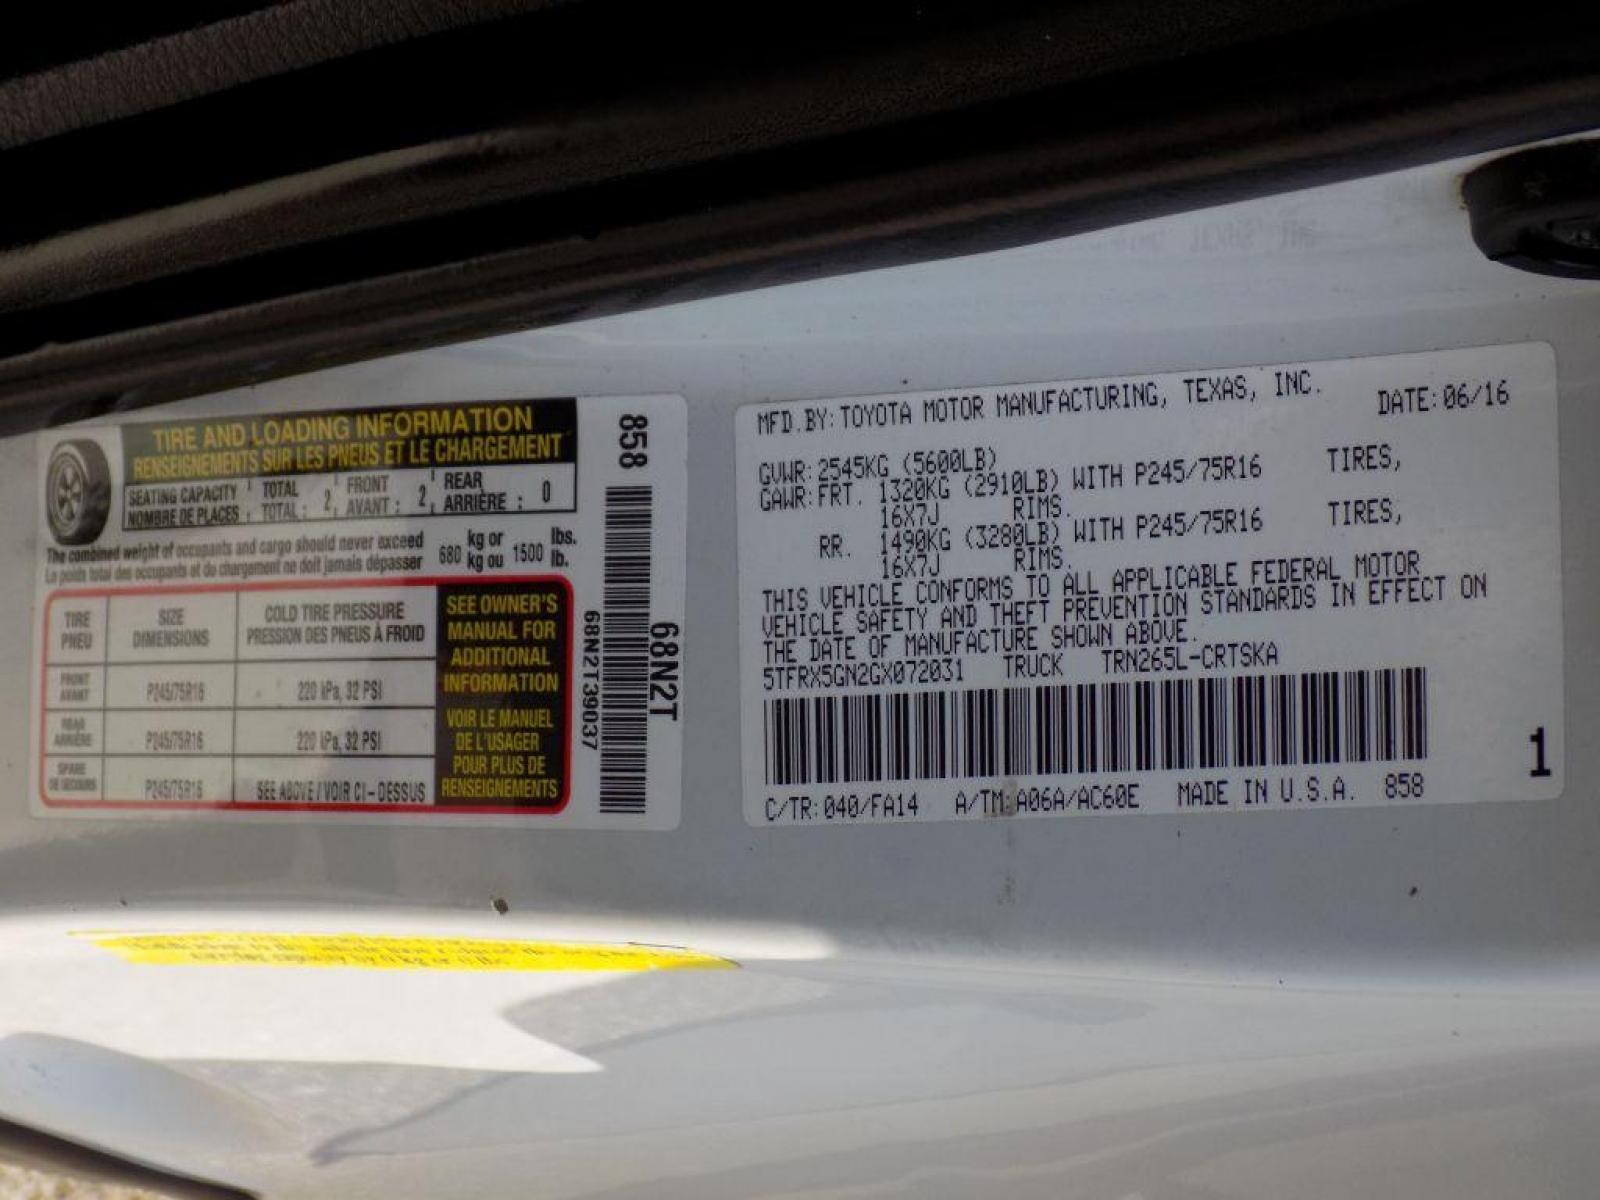 TIRE AND LOADING INFORMATION
RENSEIGNEMENTS SUR LES PNEUS ET LE CHARGEMENT
SEATING CAPACITY TOTAL 2 FRONT 2 REAR 0
NOMBRE DE PLACES TOTAL : AVANT : ARRIÈRE :
The combined weight of occupants and cargo should never exceed 680 kg or 1500 lbs.
Le poids total des occupants et du chargement ne doit jamais dépasser kg ou lb.
TIRE SIZE COLD TIRE PRESSURE
PNEU DIMENSIONS PRESSION DES PNEUS À FROID
FRONT AVANT P245/75R16 220 kPa, 32 PSI
REAR ARRIÈRE P245/75R16 220 kPa, 32 PSI
SPARE DE SECOURS P245/75R16 SEE ABOVE / VOIR CI-DESSUS
SEE OWNER'S
MANUAL FOR
ADDITIONAL
INFORMATION
VOIR LE MANUEL
DE L'USAGER
POUR PLUS DE
RENSEIGNEMENTS
858
68N2T
68N2T39037
MFD.BY:TOYOTA MOTOR MANUFACTURING, TEXAS, INC. DATE:06/16
GVWR:2545KG (5600LB)
GAWR:FRT. 1320KG (2910LB) WITH P245/75R16 TIRES,
16X7J RIMS.
RR. 1490KG (3280LB) WITH P245/75R16 TIRES,
16X7J RIMS.
THIS VEHICLE CONFORMS TO ALL APPLICABLE FEDERAL MOTOR
VEHICLE SAFETY AND THEFT PREVENTION STANDARDS IN EFFECT ON
THE DATE OF MANUFACTURE SHOWN ABOVE.
5TFRX5GN2GX072031 TRUCK TRN265L-CRTSKA
C/TR:040/FA14 A/TM:A06A/AC60E MADE IN U.S.A. 858
1